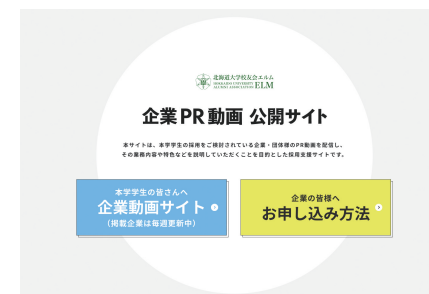 北海道大学校友会エルム
HOKKAIDO UNIVERSITY
ALUMNI ASSOCIATION ELM
企業PR動画 公開サイト
本サイトは、本学学生の採用をご検討されている企業・団体様のPR動画を配信し、
その業務内容や特色などを説明していただくことを目的とした採用支援サイトです。
本学学生の皆さんへ
企業動画サイト
(掲載企業は毎週更新中)
企業の皆様へ
お申し込み方法